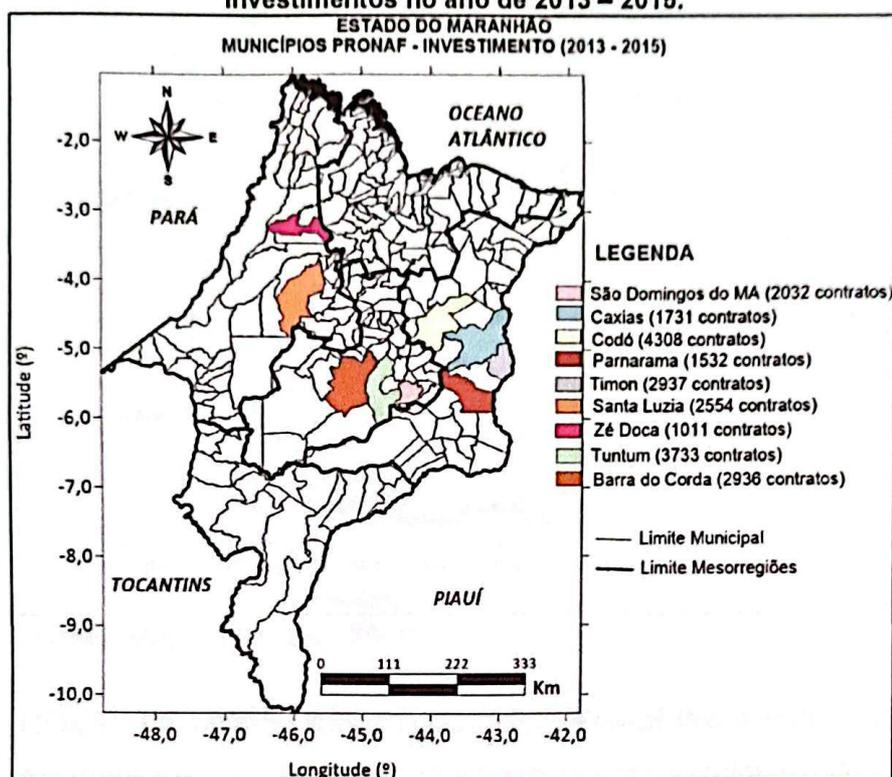 Investimentos no ano de 2013 – 2015.
ESTADO DO MARANHÃO
MUNICÍPIOS PRONAF - INVESTIMENTO (2013 - 2015)
N
W
E
S
OCEANO
ATLÂNTICO
PARÁ
TOCANTINS
PIAUÍ
Latitude (º)
-2,0
-3,0
-4,0
-5,0
-6,0
-7,0
-8,0
-9,0
-10,0
LEGENDA
São Domingos do MA (2032 contratos)
Caxias (1731 contratos)
Codó (4308 contratos)
Parnarama (1532 contratos)
Timon (2937 contratos)
Santa Luzia (2554 contratos)
Zé Doca (1011 contratos)
Tuntum (3733 contratos)
Barra do Corda (2936 contratos)
Limite Municipal
Limite Mesorregiões
0 111 222 333
Km
-48,0 -47,0 -46,0 -45,0 -44,0 -43,0 -42,0
Longitude (º)